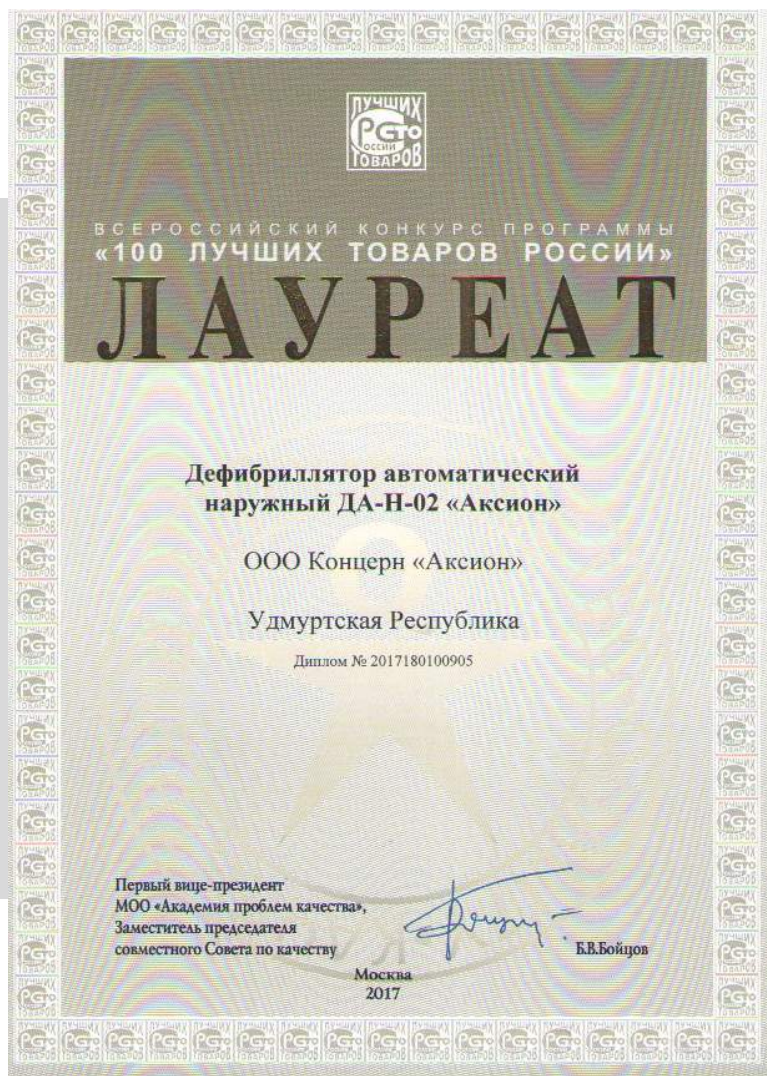 ЛУЧШИХ
РСТО
РОССИИ
ТОВАРОВ
ВСЕРОССИЙСКИЙ КОНКУРС ПРОГРАММЫ
«100 ЛУЧШИХ ТОВАРОВ РОССИИ»
ЛАУРЕАТ
Дефибриллятор автоматический
наружный ДА-Н-02 «Аксион»
ООО Концерн «Аксион»
Удмуртская Республика
Диплом № 2017180100905
Первый вице-президент
МОО «Академия проблем качества»,
Заместитель председателя
совместного Совета по качеству
Б.В.Бойцов
Москва
2017